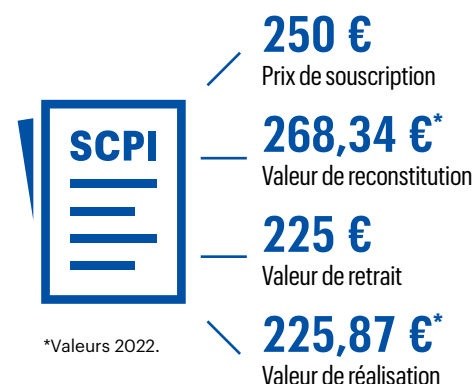 250 €
Prix de souscription
SCPI
268,34 €*
Valeur de reconstitution
225 €
Valeur de retrait
*Valeurs 2022.
225,87 €*
Valeur de réalisation